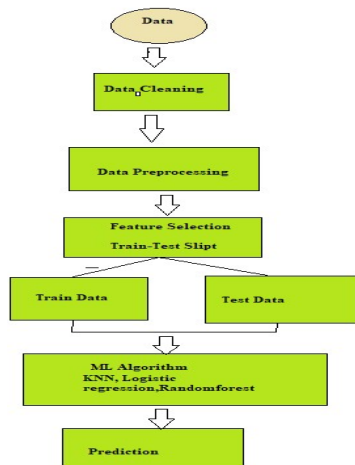 Data
Data Cleaning
Data Preprocessing
Feature Selection
Train-Test Slipt
Train Data
Test Data
ML Algorithm
KNN, Logistic
regression,Randomforest
Prediction